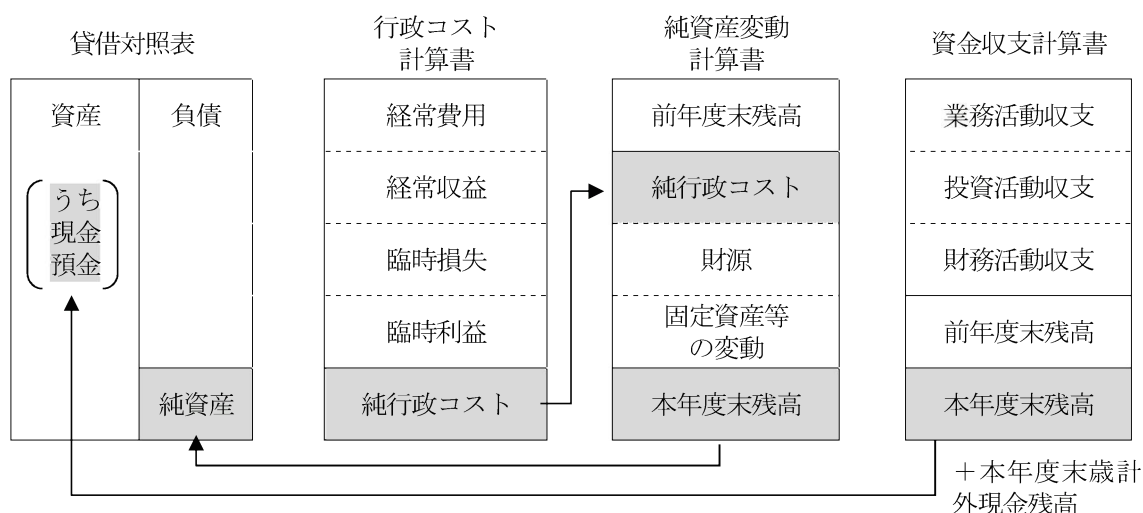 貸借対照表
資産
負債
うち
現金
預金
純資産
行政コスト
計算書
経常費用
経常収益
臨時損失
臨時利益
純行政コスト
純資産変動
計算書
前年度末残高
純行政コスト
財源
固定資産等
の変動
本年度末残高
資金収支計算書
業務活動収支
投資活動収支
財務活動収支
前年度末残高
本年度末残高
＋本年度末歳計
外現金残高